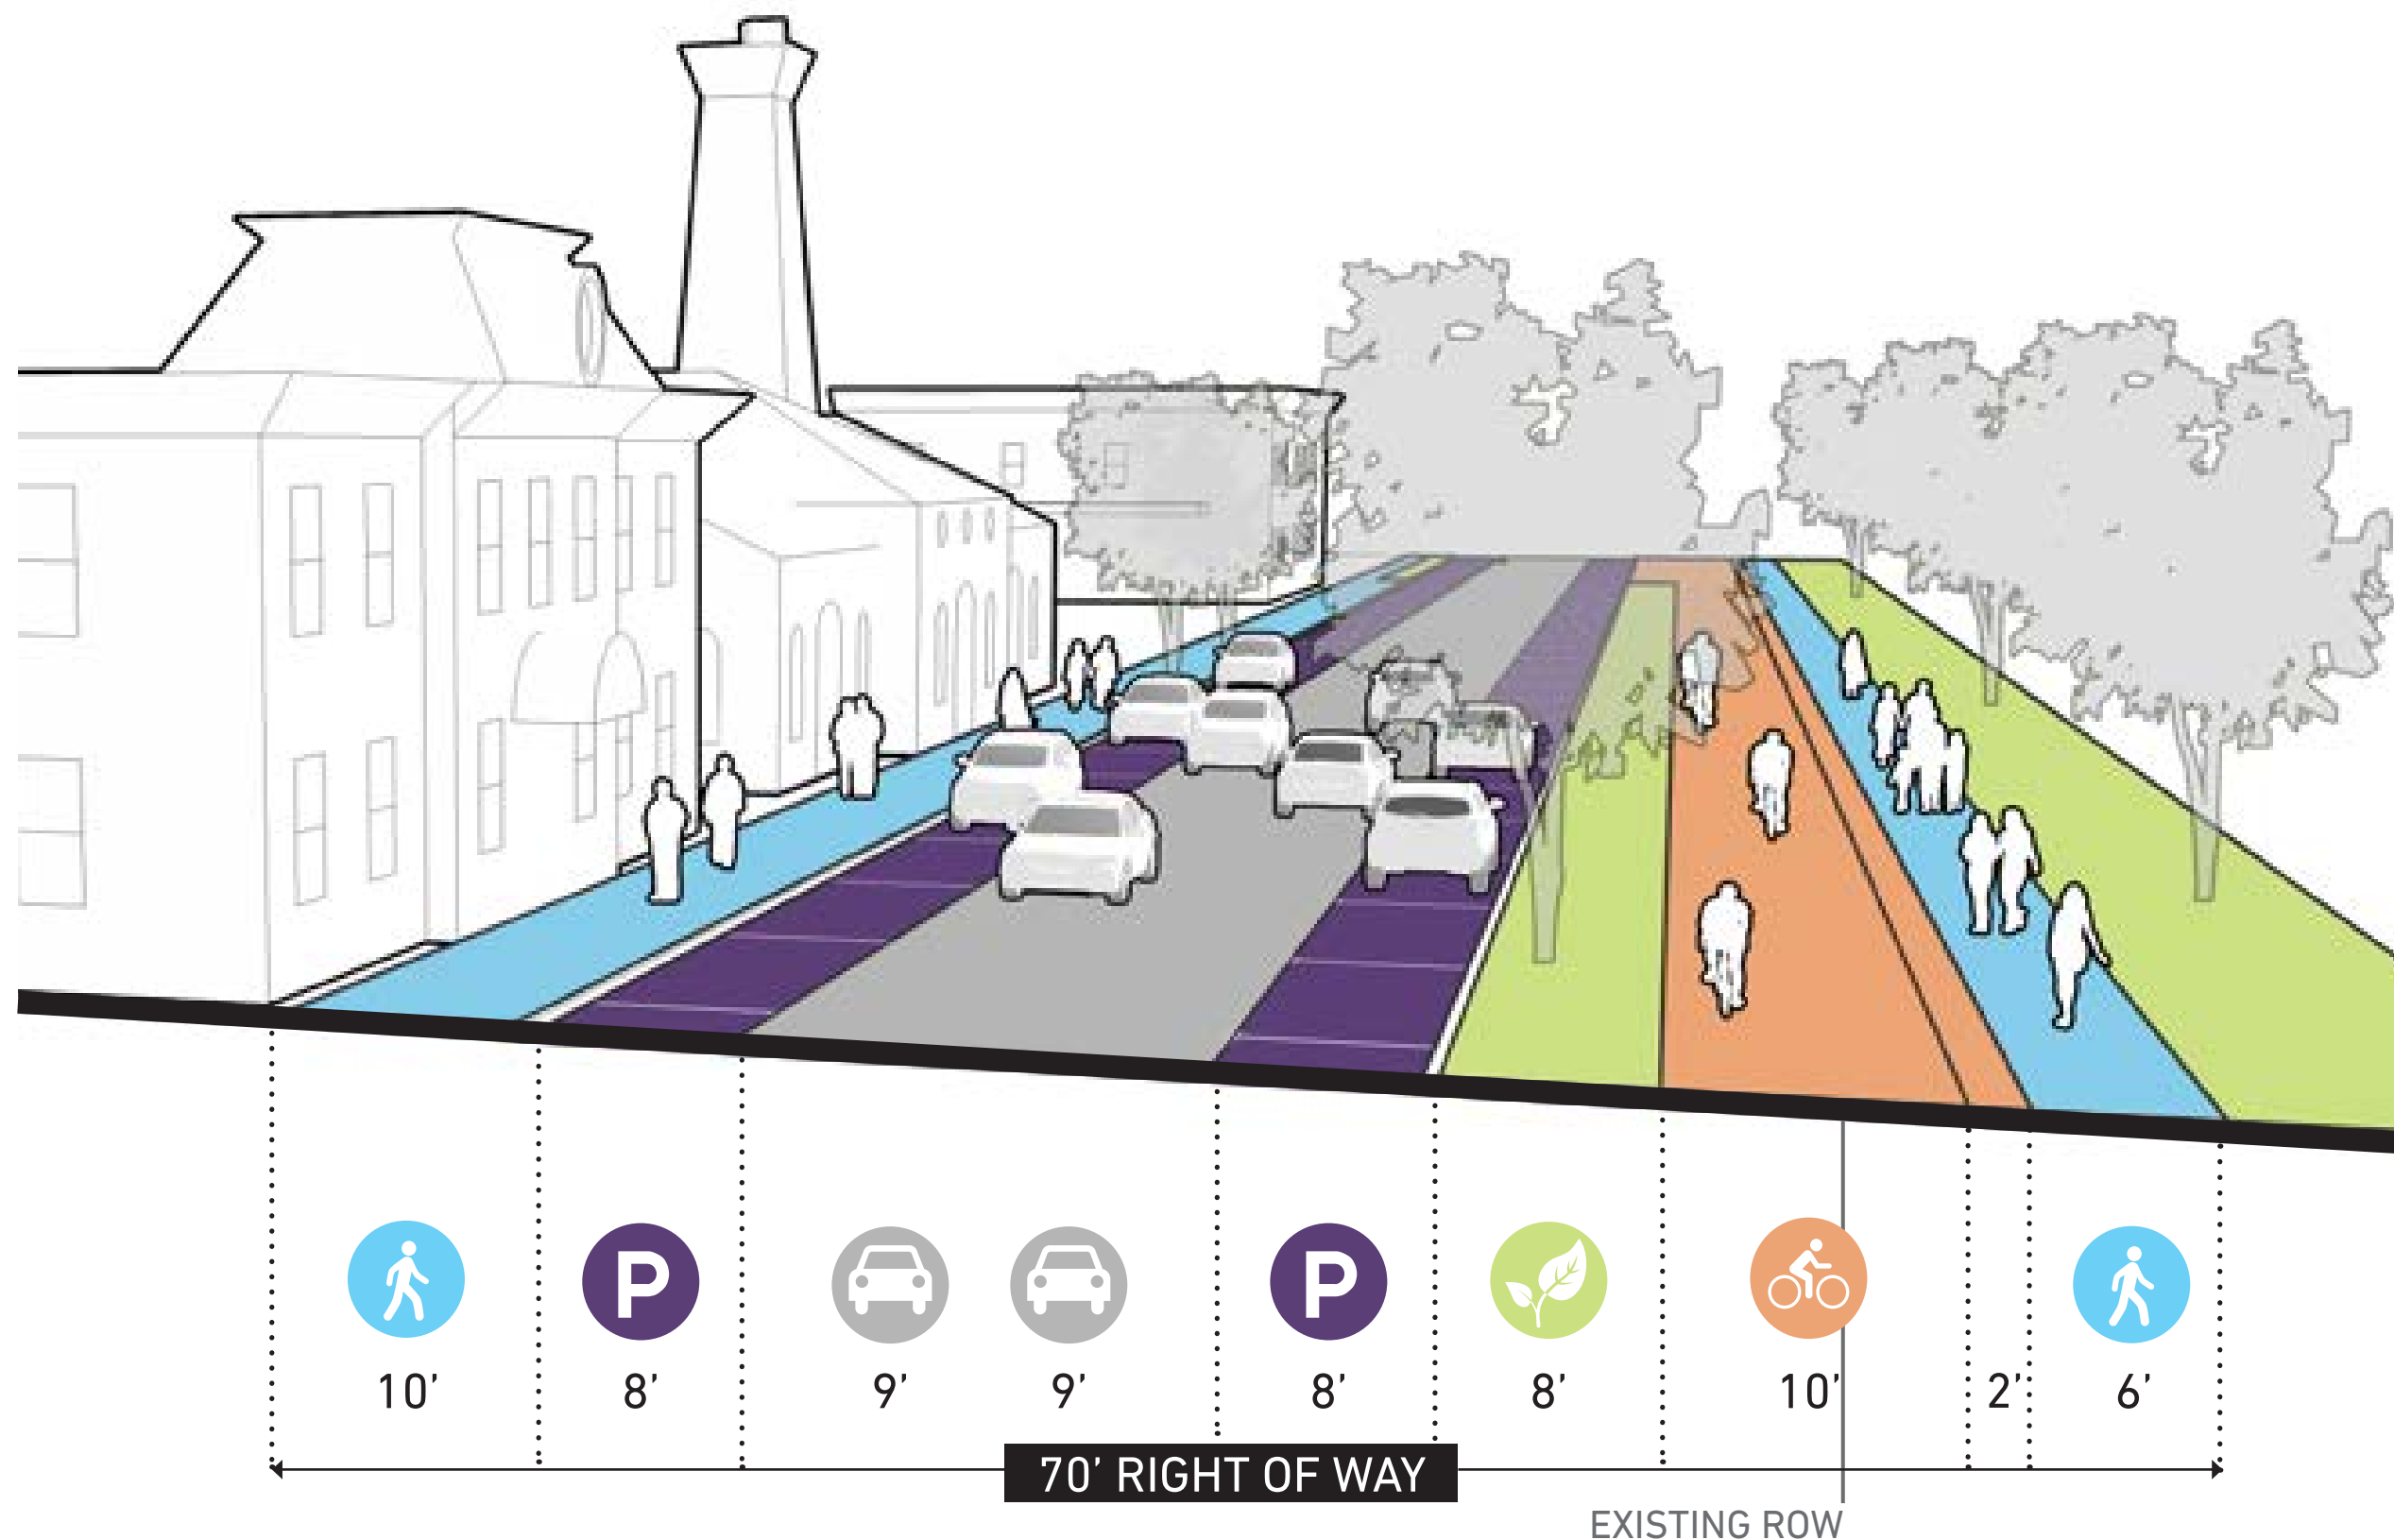 P P
10’ 8’ 9’ 9’ 8’ 8’ 10’ 2’ 6’
70’ RIGHT OF WAY
EXISTING ROW